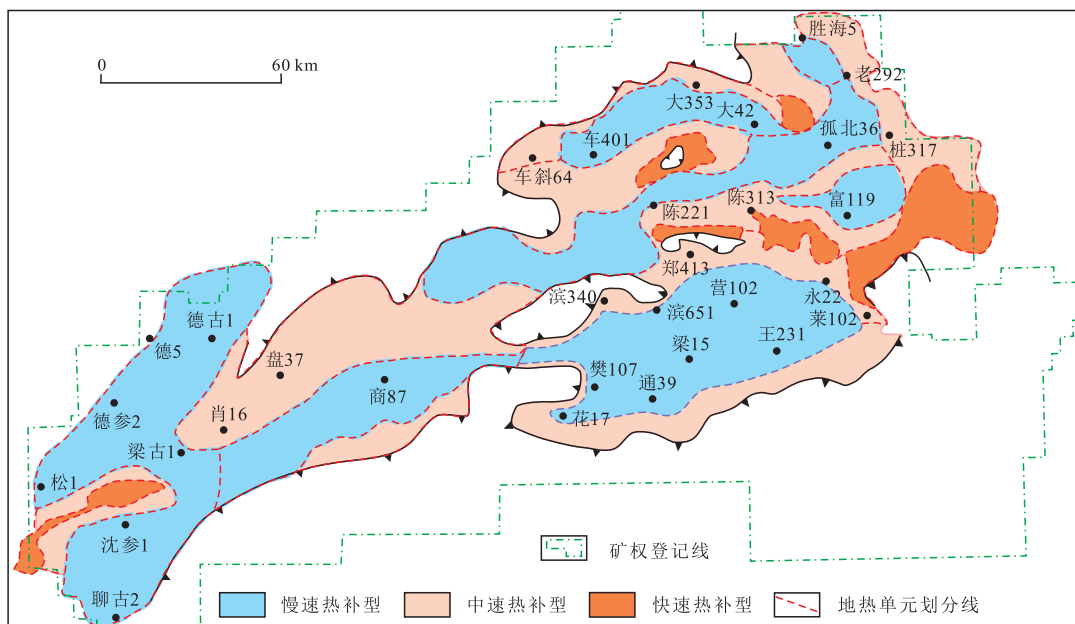 胜海5
0 60 km
老292
大353
大42
孤北36
车401
桩317
车斜64
陈221
陈313
富119
郑413
永22
滨340
营102
滨651
莱102
德古1
德5
王231
梁15
盘37
樊107
商87
通39
德参2
肖16
花17
梁古1
松1
沈参1
矿权登记线
聊古2
慢速热补型
中速热补型
快速热补型
地热单元划分线